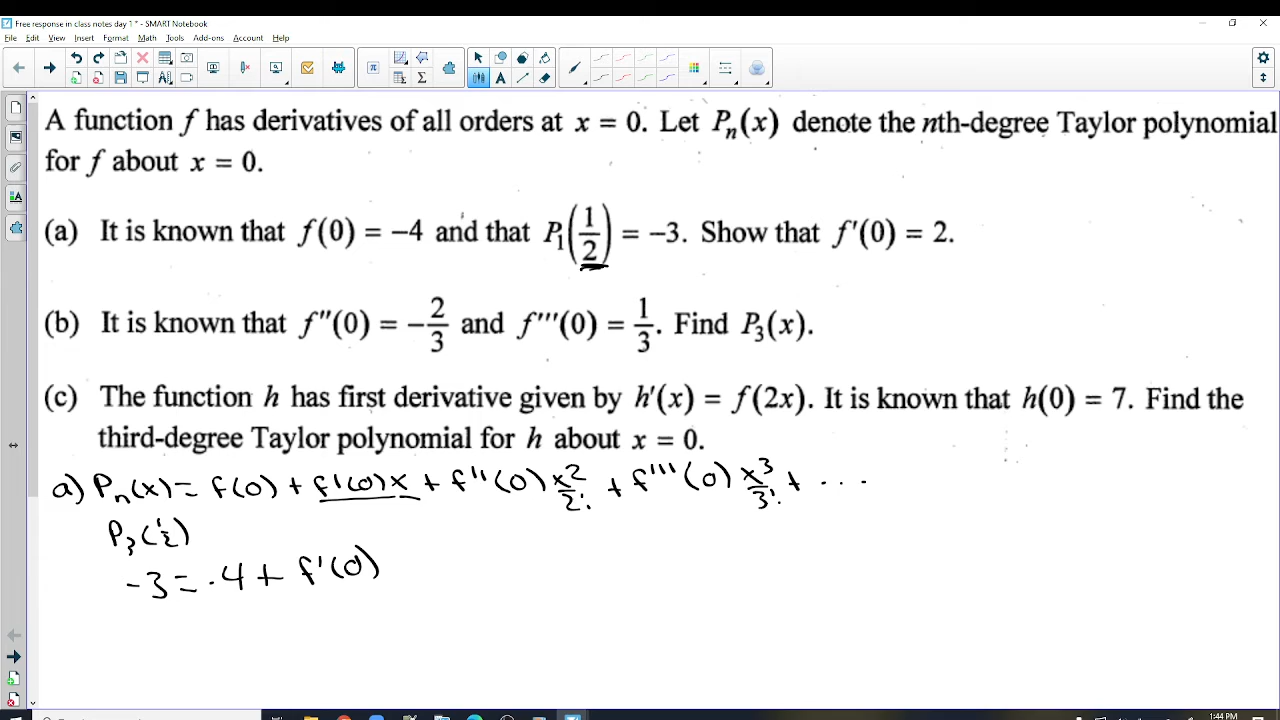 Free response in class notes day 1 * - SMART Notebook
File Edit View Insert Format Math Tools Add-ons Account Help
A function f has derivatives of all orders at x = 0. Let Pₙ(x) denote the nth-degree Taylor polynomial
for f about x = 0.
(a) It is known that f(0) = −4 and that P₁(1/2) = −3. Show that f′(0) = 2.
(b) It is known that f″(0) = −2/3 and f‴(0) = 1/3. Find P₃(x).
(c) The function h has first derivative given by h′(x) = f(2x). It is known that h(0) = 7. Find the
third-degree Taylor polynomial for h about x = 0.
a) Pₙ(x) = f(0) + f'(0)x + f''(0) x²/2! + f'''(0) x³/3! + ...
P₃(½)
-3 = -4 + f'(0)
1:44 PM